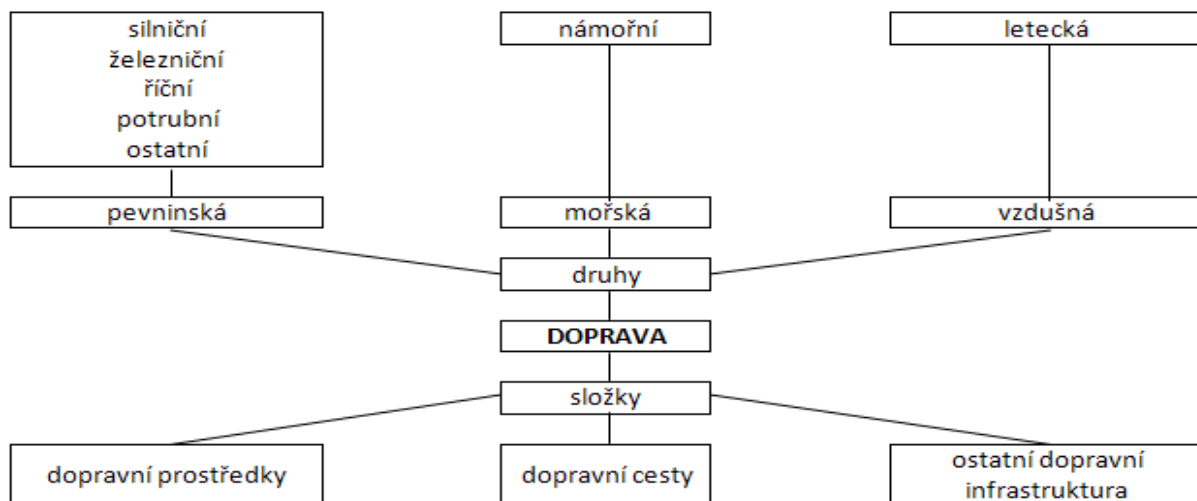 silniční
železniční
říční
potrubní
ostatní
námořní
letecká
pevninská
mořská
vzdušná
druhy
DOPRAVA
složky
dopravní prostředky
dopravní cesty
ostatní dopravní
infrastruktura